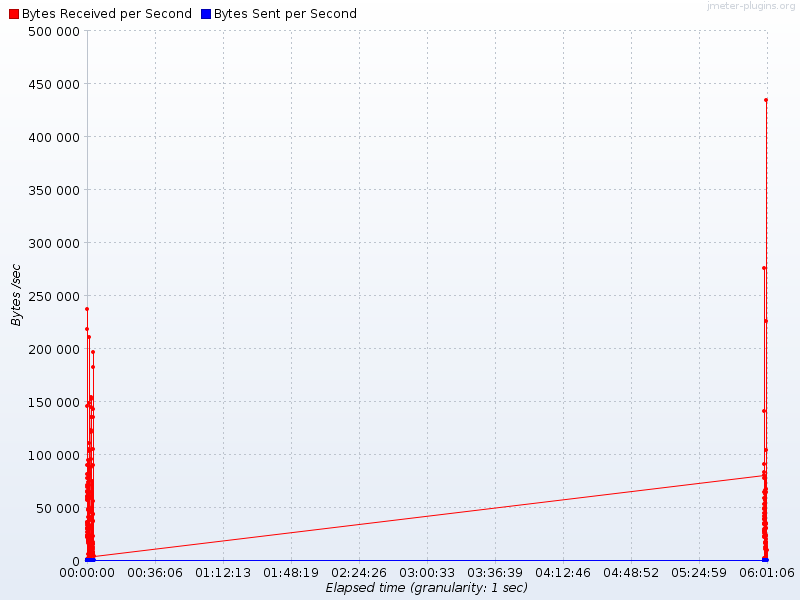 Bytes Received per Second Bytes Sent per Second
jmeter-plugins.org
500 000
450 000
400 000
350 000
300 000
250 000
200 000
150 000
100 000
50 000
0
Bytes /sec
00:00:00 00:36:06 01:12:13 01:48:19 02:24:26 03:00:33 03:36:39 04:12:46 04:48:52 05:24:59 06:01:06
Elapsed time (granularity: 1 sec)